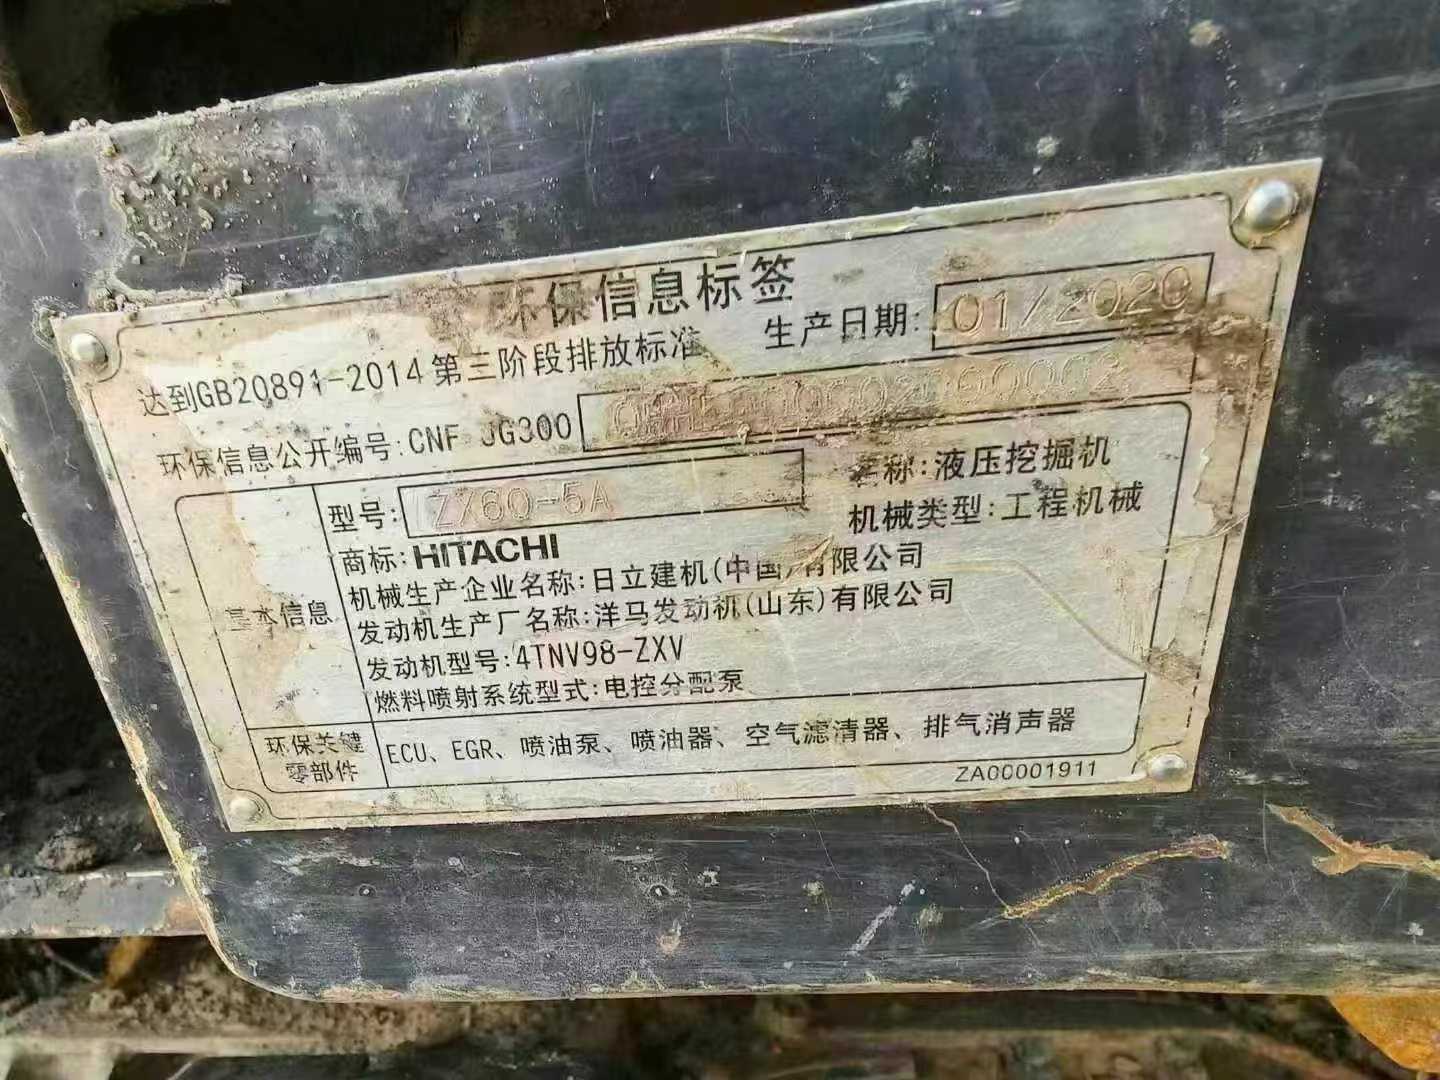 环保信息标签
达到GB20891-2014第三阶段排放标准
生产日期: 01/2020
环保信息公开编号: CNF JG300
基本信息
型号: ZX60-5A
名称: 液压挖掘机
商标: HITACHI
机械类型: 工程机械
机械生产企业名称: 日立建机(中国)有限公司
发动机生产厂名称: 洋马发动机(山东)有限公司
发动机型号: 4TNV98-ZXV
燃料喷射系统型式: 电控分配泵
环保关键
零部件
ECU、EGR、喷油泵、喷油器、空气滤清器、排气消声器
ZA00001911